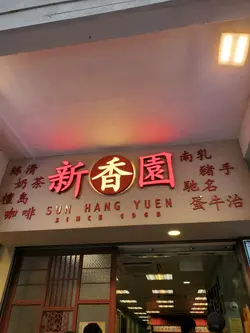 絲滑
奶茶
檀島
咖啡
新香園
SUN HANG YUEN
SINCE 1968
南乳
豬手
馳名
蛋牛治